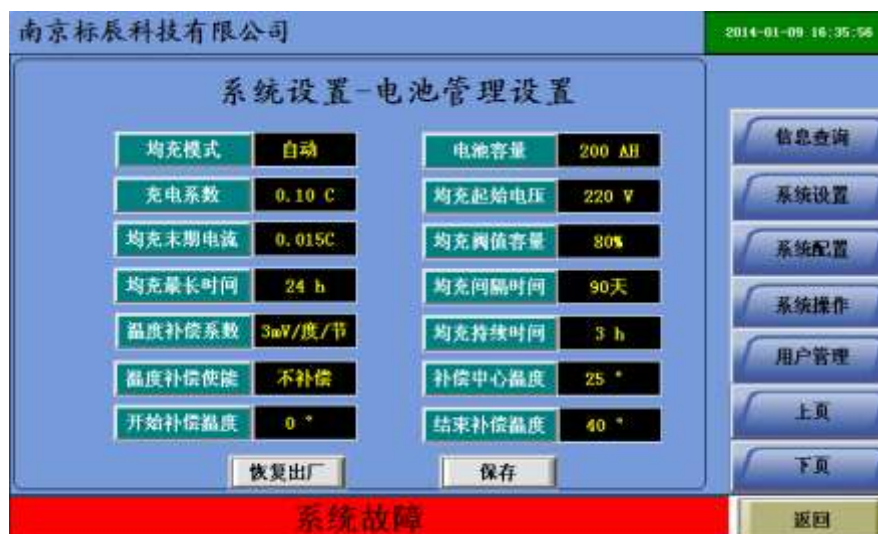 南京标辰科技有限公司
2014-01-09 16:35:56
系统设置-电池管理设置
均充模式 自动 电池容量 200 AH
充电系数 0.10 C 均充起始电压 220 V
均充末期电流 0.015C 均充阀值容量 80%
均充最长时间 24 h 均充间隔时间 90天
温度补偿系数 3mV/度/节 均充持续时间 3 h
温度补偿使能 不补偿 补偿中心温度 25 °
开始补偿温度 0 ° 结束补偿温度 40 °
恢复出厂 保存
信息查询
系统设置
系统配置
系统操作
用户管理
上页
下页
系统故障
返回